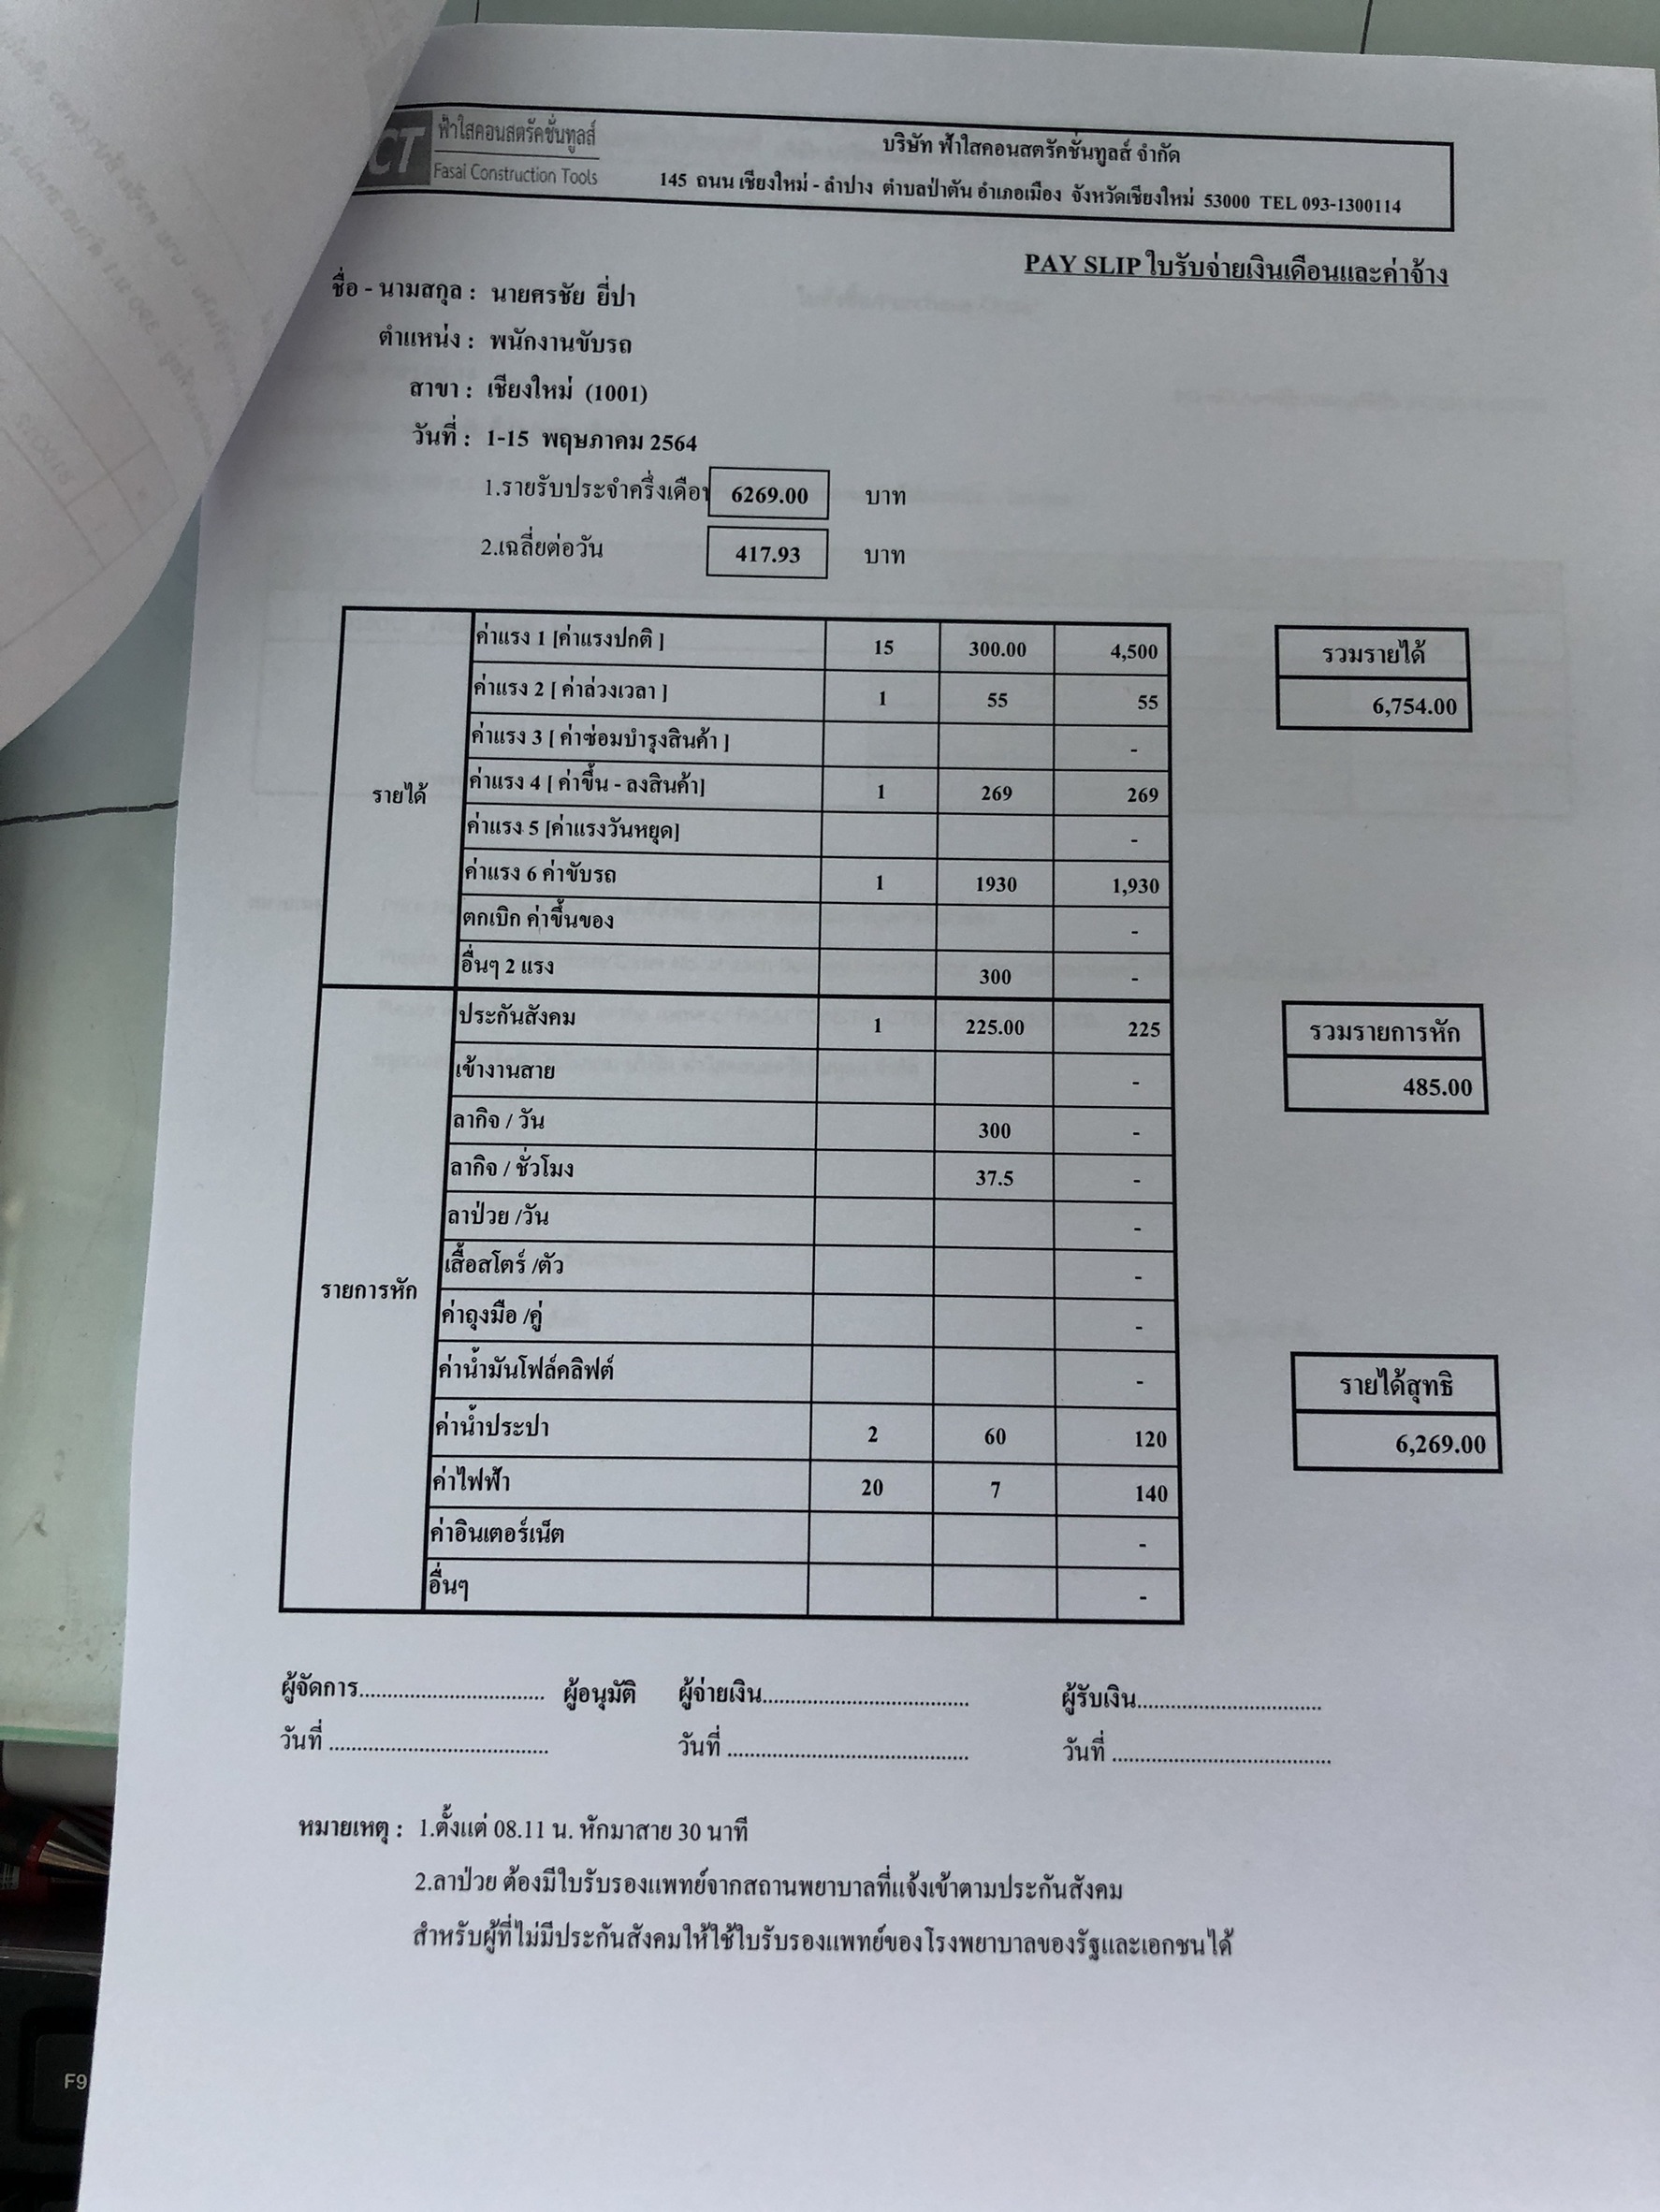 CT
ฟ้าใสคอนสตรัคชั่นทูลส์
Fasai Construction Tools
บริษัท ฟ้าใสคอนสตรัคชั่นทูลส์ จำกัด
145 ถนน เชียงใหม่ - ลำปาง ตำบลป่าตัน อำเภอเมือง จังหวัดเชียงใหม่ 53000 TEL 093-1300114
PAY SLIP ใบรับจ่ายเงินเดือนและค่าจ้าง
ชื่อ - นามสกุล : นายศรชัย ยี่ปา
ตำแหน่ง : พนักงานขับรถ
สาขา : เชียงใหม่ (1001)
วันที่ : 1-15 พฤษภาคม 2564
1.รายรับประจำครึ่งเดือน 6269.00 บาท
2.เฉลี่ยต่อวัน 417.93 บาท
รายได้
ค่าแรง 1 [ค่าแรงปกติ ] 15 300.00 4,500
ค่าแรง 2 [ ค่าล่วงเวลา ] 1 55 55
ค่าแรง 3 [ ค่าซ่อมบำรุงสินค้า ] -
ค่าแรง 4 [ ค่าขึ้น - ลงสินค้า] 1 269 269
ค่าแรง 5 [ค่าแรงวันหยุด] -
ค่าแรง 6 ค่าขับรถ 1 1930 1,930
ตกเบิก ค่าขึ้นของ -
อื่นๆ 2 แรง 300 -
รวมรายได้
6,754.00
รายการหัก
ประกันสังคม 1 225.00 225
เข้างานสาย -
ลากิจ / วัน 300 -
ลากิจ / ชั่วโมง 37.5 -
ลาป่วย /วัน -
เสื้อสโตร์ /ตัว -
ค่าถุงมือ /คู่ -
ค่าน้ำมันโฟล์คลิฟต์ -
ค่าน้ำประปา 2 60 120
ค่าไฟฟ้า 20 7 140
ค่าอินเตอร์เน็ต -
อื่นๆ -
รวมรายการหัก
485.00
รายได้สุทธิ
6,269.00
ผู้จัดการ................................. ผู้อนุมัติ ผู้จ่ายเงิน..................................... ผู้รับเงิน.................................
วันที่ ....................................... วันที่ ........................................... วันที่ .......................................
หมายเหตุ : 1.ตั้งแต่ 08.11 น. หักมาสาย 30 นาที
2.ลาป่วย ต้องมีใบรับรองแพทย์จากสถานพยาบาลที่แจ้งเข้าตามประกันสังคม
สำหรับผู้ที่ไม่มีประกันสังคมให้ใช้ใบรับรองแพทย์ของโรงพยาบาลของรัฐและเอกชนได้
F9